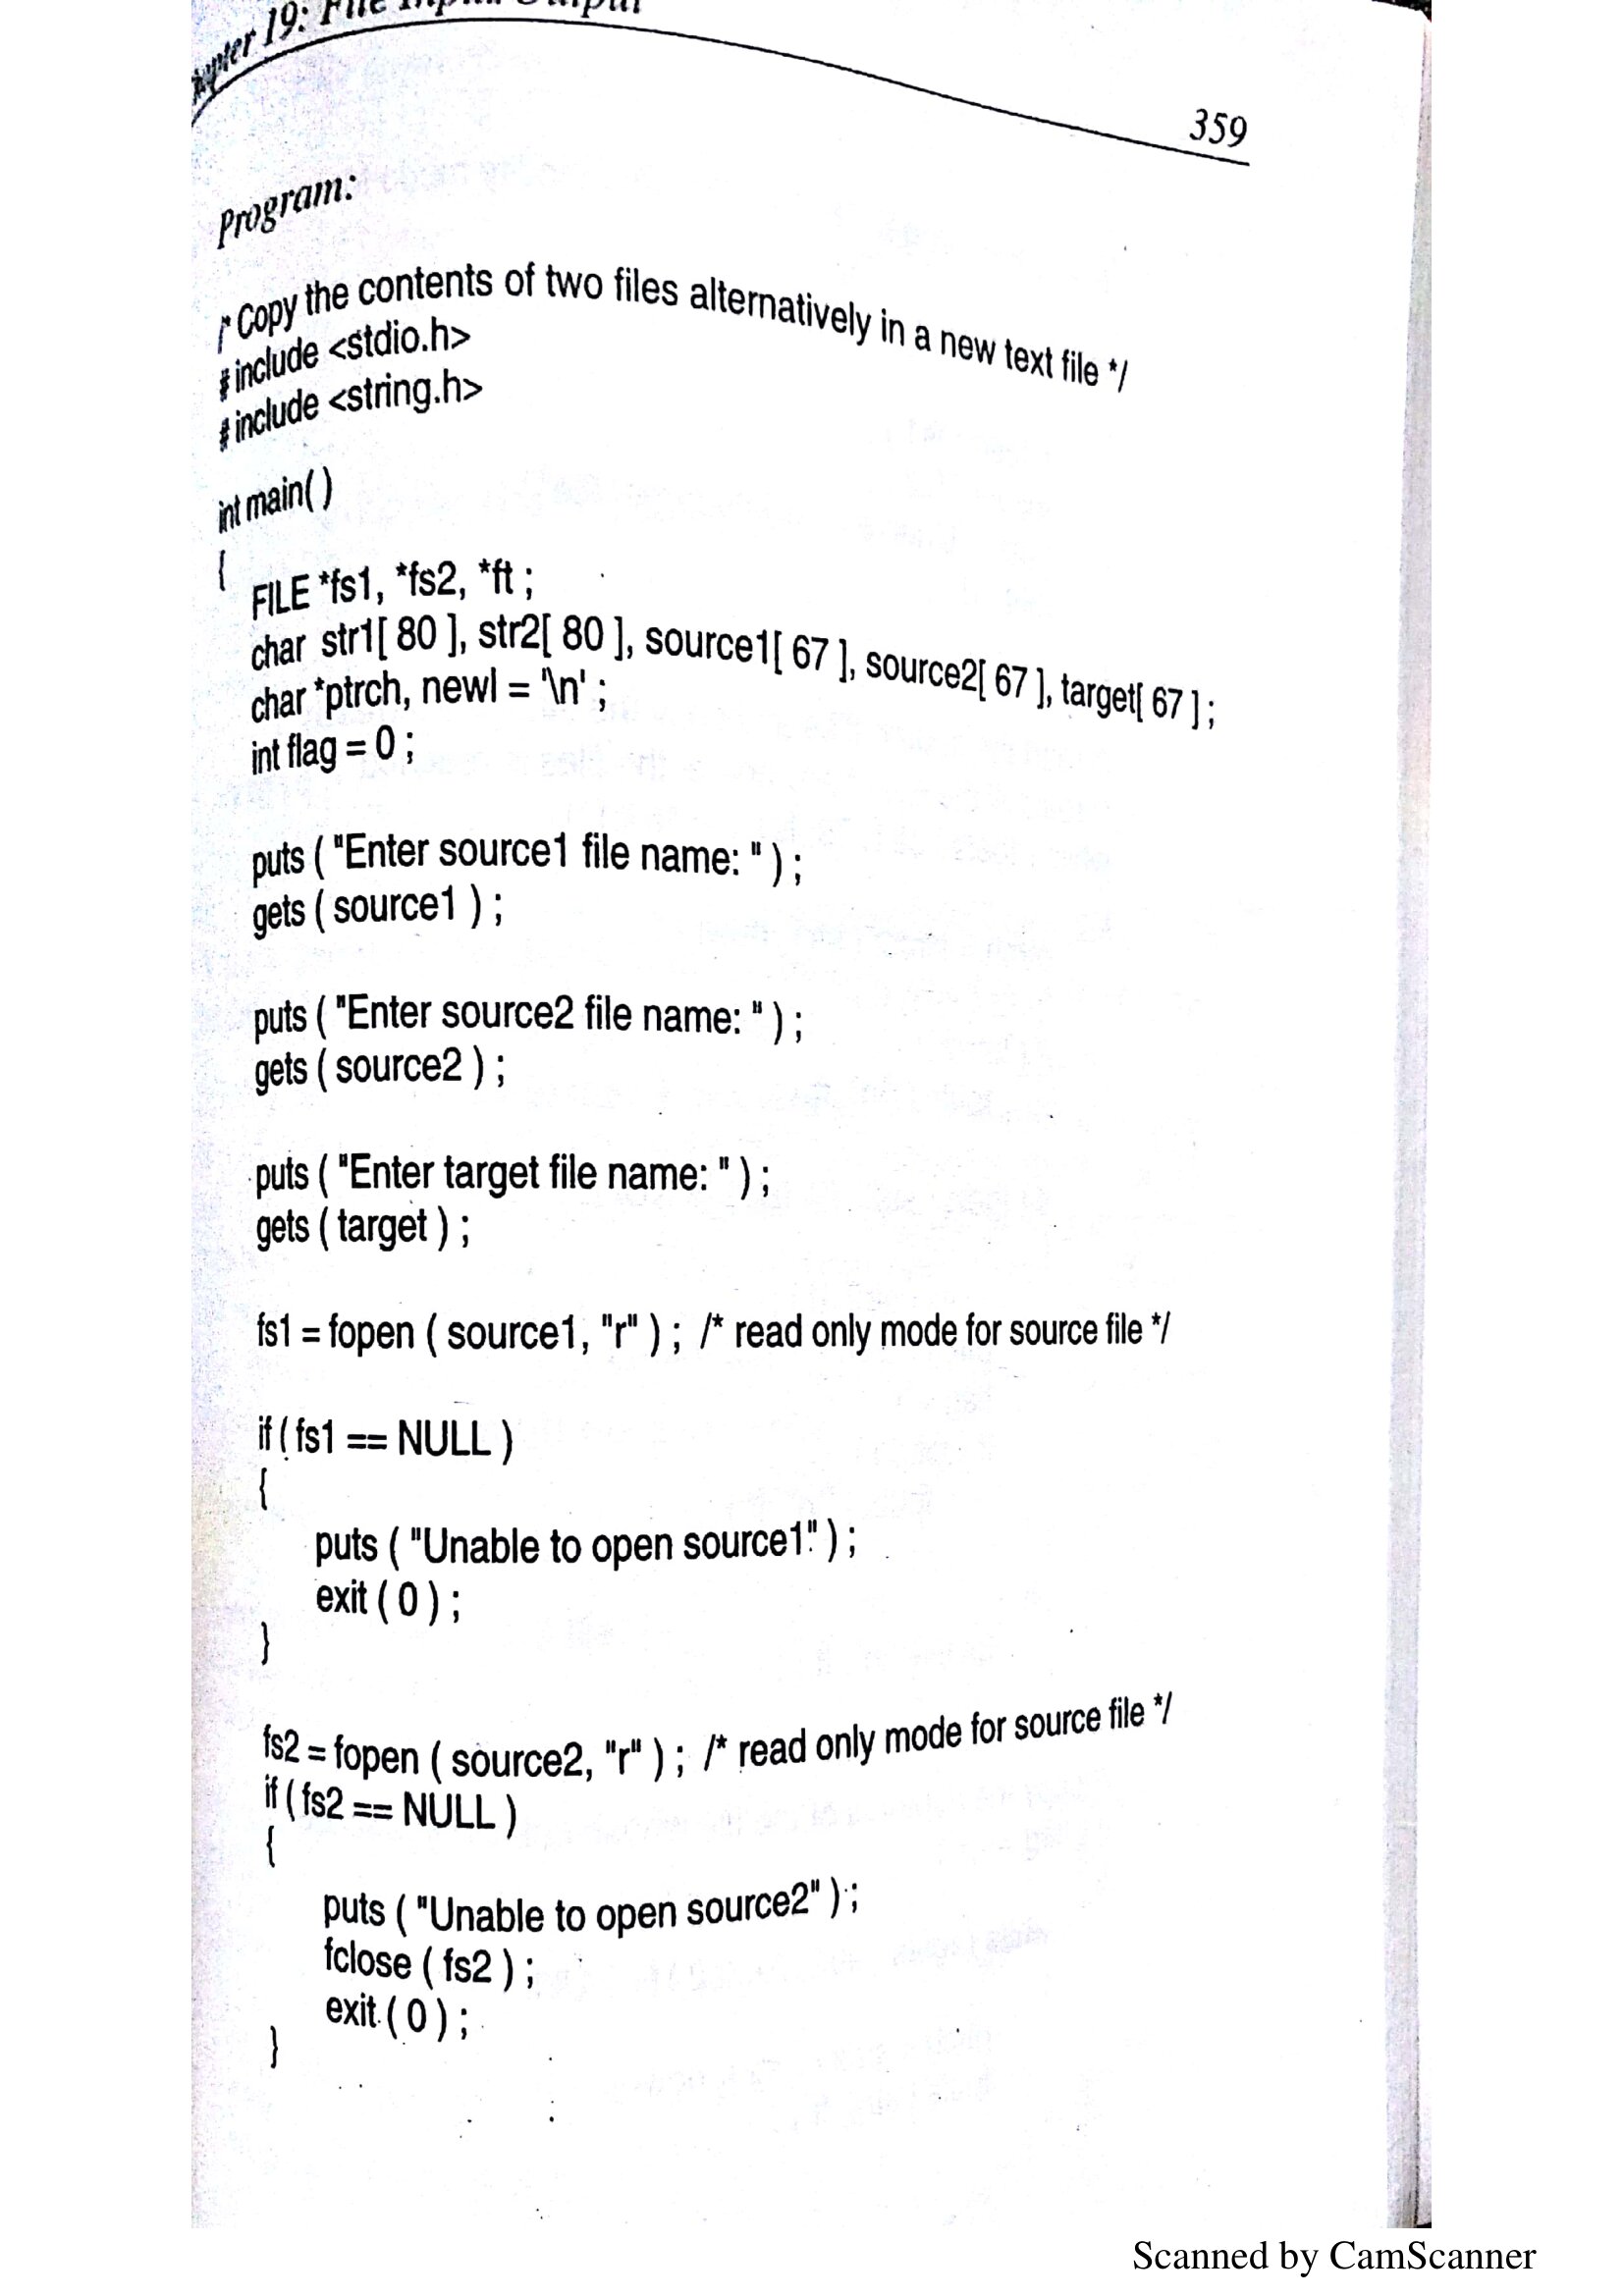 Chapter 19: File Input/Output
359
Program:
/* Copy the contents of two files alternatively in a new text file */
# include <stdio.h>
# include <string.h>
int main( )
{
FILE *fs1, *fs2, *ft ;
char str1[ 80 ], str2[ 80 ], source1[ 67 ], source2[ 67 ], target[ 67 ] ;
char *ptrch, newl = '\n' ;
int flag = 0 ;
puts ( "Enter source1 file name: " ) ;
gets ( source1 ) ;
puts ( "Enter source2 file name: " ) ;
gets ( source2 ) ;
puts ( "Enter target file name: " ) ;
gets ( target ) ;
fs1 = fopen ( source1, "r" ) ; /* read only mode for source file */
if ( fs1 == NULL )
{
puts ( "Unable to open source1" ) ;
exit ( 0 ) ;
}
fs2 = fopen ( source2, "r" ) ; /* read only mode for source file */
if ( fs2 == NULL )
{
puts ( "Unable to open source2" ) ;
fclose ( fs2 ) ;
exit ( 0 ) ;
}
Scanned by CamScanner